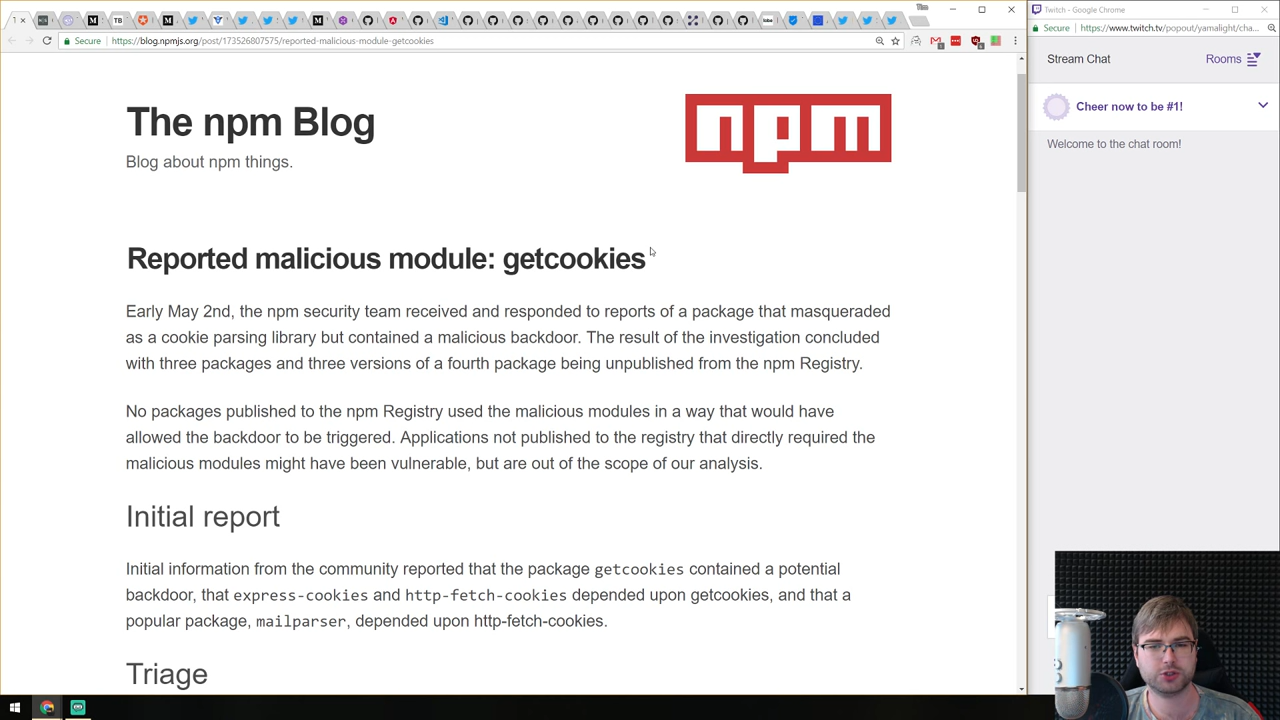 Secure
https://blog.npmjs.org/post/173526807575/reported-malicious-module-getcookies
The npm Blog
Blog about npm things.
npm
Reported malicious module: getcookies
Early May 2nd, the npm security team received and responded to reports of a package that masqueraded
as a cookie parsing library but contained a malicious backdoor. The result of the investigation concluded
with three packages and three versions of a fourth package being unpublished from the npm Registry.
No packages published to the npm Registry used the malicious modules in a way that would have
allowed the backdoor to be triggered. Applications not published to the registry that directly required the
malicious modules might have been vulnerable, but are out of the scope of our analysis.
Initial report
Initial information from the community reported that the package getcookies contained a potential
backdoor, that express-cookies and http-fetch-cookies depended upon getcookies, and that a
popular package, mailparser, depended upon http-fetch-cookies.
Triage
Twitch - Google Chrome
Secure
https://www.twitch.tv/popout/yamalight/cha...
Stream Chat
Rooms
Cheer now to be #1!
Welcome to the chat room!